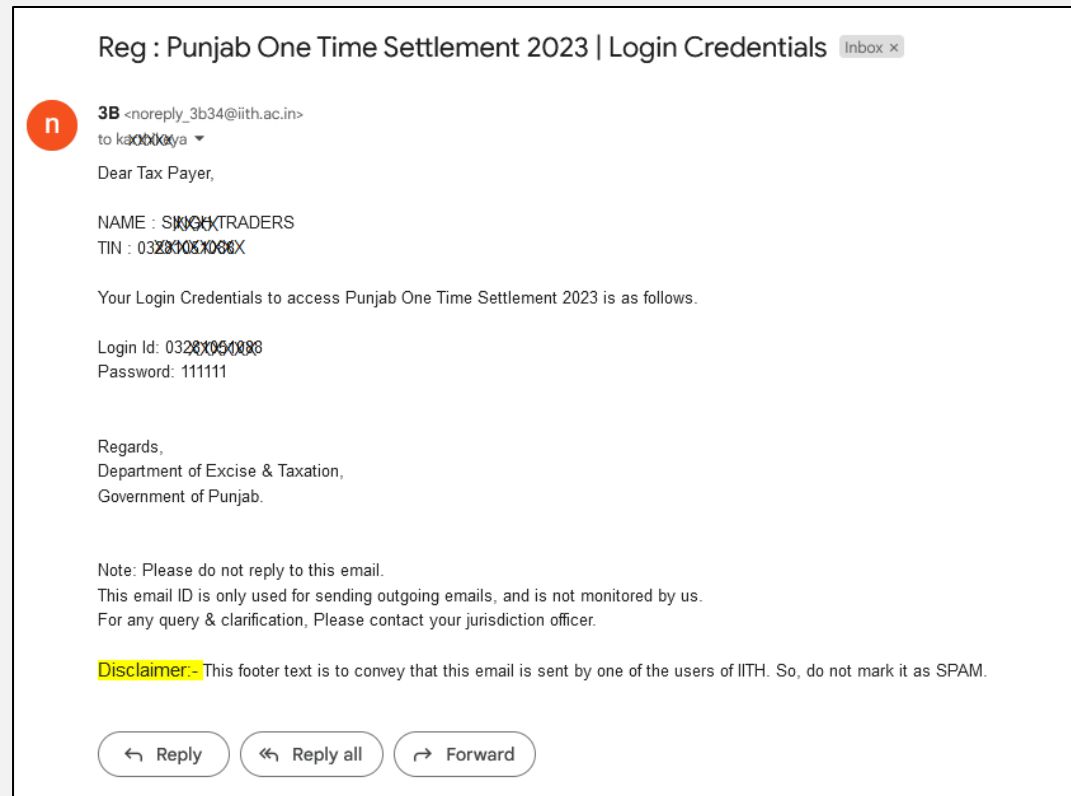 Reg : Punjab One Time Settlement 2023 | Login Credentials Inbox ×
n
3B <noreply_3b34@iith.ac.in>
to
Dear Tax Payer,
NAME : TRADERS
TIN :
Your Login Credentials to access Punjab One Time Settlement 2023 is as follows.
Login Id:
Password: 111111
Regards,
Department of Excise & Taxation,
Government of Punjab.
Note: Please do not reply to this email.
This email ID is only used for sending outgoing emails, and is not monitored by us.
For any query & clarification, Please contact your jurisdiction officer.
Disclaimer:- This footer text is to convey that this email is sent by one of the users of IITH. So, do not mark it as SPAM.
Reply Reply all Forward